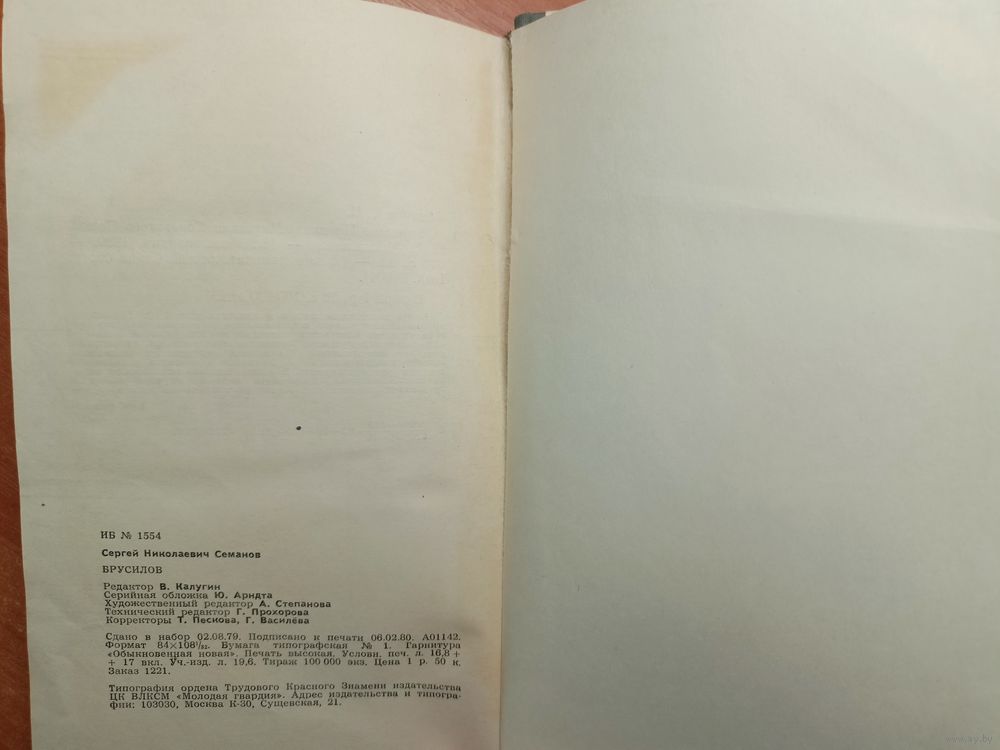 ИБ № 1554
Сергей Николаевич Семанов
БРУСИЛОВ
Редактор В. Калугин
Серийная обложка Ю. Арндта
Художественный редактор А. Степанова
Технический редактор Г. Прохорова
Корректоры Т. Пескова, Г. Василёва
Сдано в набор 02.08.79. Подписано к печати 06.02.80. А01142.
Формат 84×108¹/₃₂. Бумага типографская № 1. Гарнитура
«Обыкновенная новая». Печать высокая. Условн. печ. л. 16,8 +
+ 17 вкл. Уч.-изд. л. 19,6. Тираж 100 000 экз. Цена 1 р. 50 к.
Заказ 1221.
Типография ордена Трудового Красного Знамени издательства
ЦК ВЛКСМ «Молодая гвардия». Адрес издательства и типогра-
фии: 103030, Москва К-30, Сущевская, 21.
www.ay.by